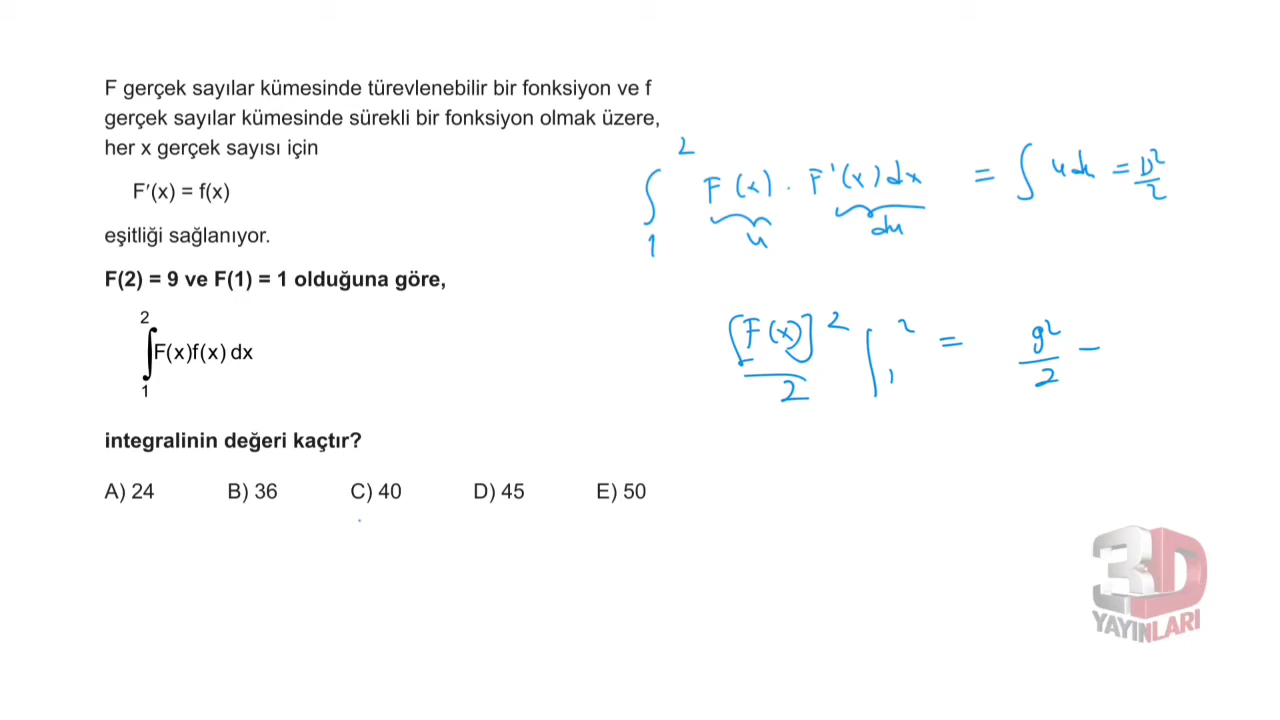 F gerçek sayılar kümesinde türevlenebilir bir fonksiyon ve f
gerçek sayılar kümesinde sürekli bir fonksiyon olmak üzere,
her x gerçek sayısı için
F'(x) = f(x)
eşitliği sağlanıyor.
F(2) = 9 ve F(1) = 1 olduğuna göre,
2
∫F(x)f(x) dx
1
integralinin değeri kaçtır?
A) 24 B) 36 C) 40 D) 45 E) 50
2
∫ F(x) . F'(x)dx = ∫ u du = U²/2
1 u du
[F(x)]²/2 |₁² = 9²/2 –
3D
YAYINLARI